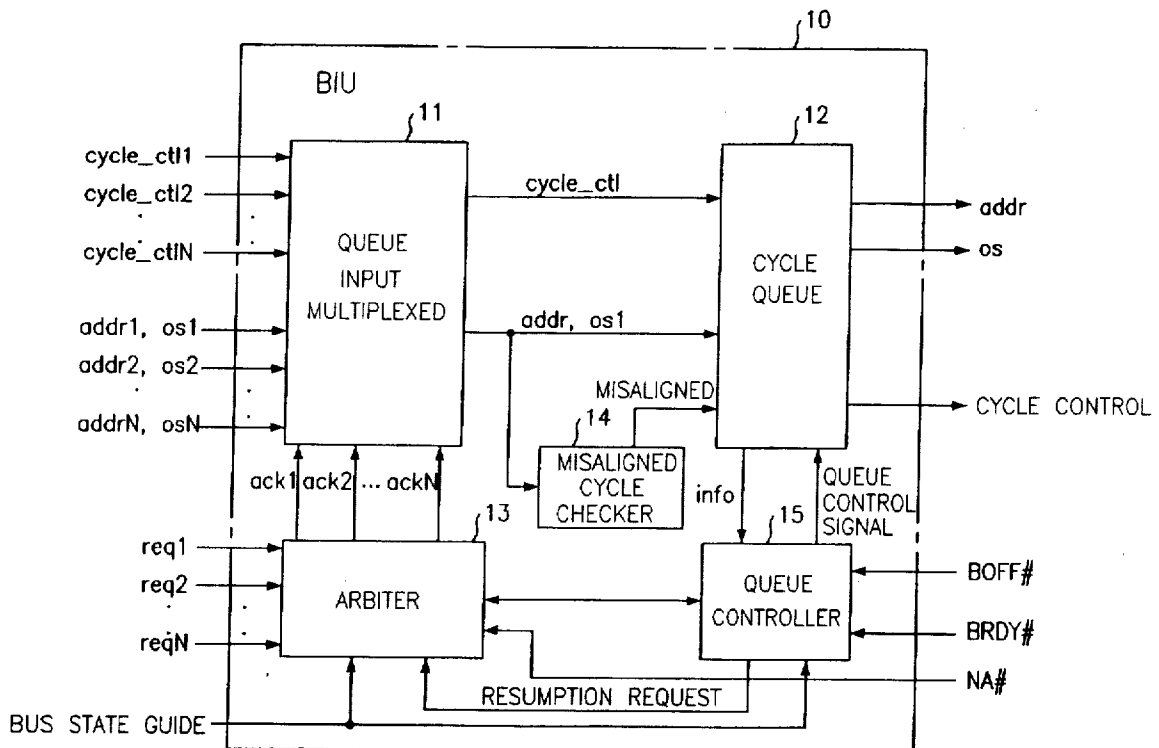 10
BIU
11
12
cycle_ctl1
cycle_ctl2
cycle_ctlN
addr1, os1
addr2, os2
addrN, osN
QUEUE
INPUT
MULTIPLEXED
cycle_ctl
addr, os1
CYCLE
QUEUE
addr
os
CYCLE CONTROL
MISALIGNED
14
MISALIGNED
CYCLE
CHECKER
ack1 ack2 ... ackN
info
QUEUE
CONTROL
SIGNAL
13
15
req1
req2
reqN
ARBITER
QUEUE
CONTROLLER
BOFF#
BRDY#
NA#
RESUMPTION REQUEST
BUS STATE GUIDE